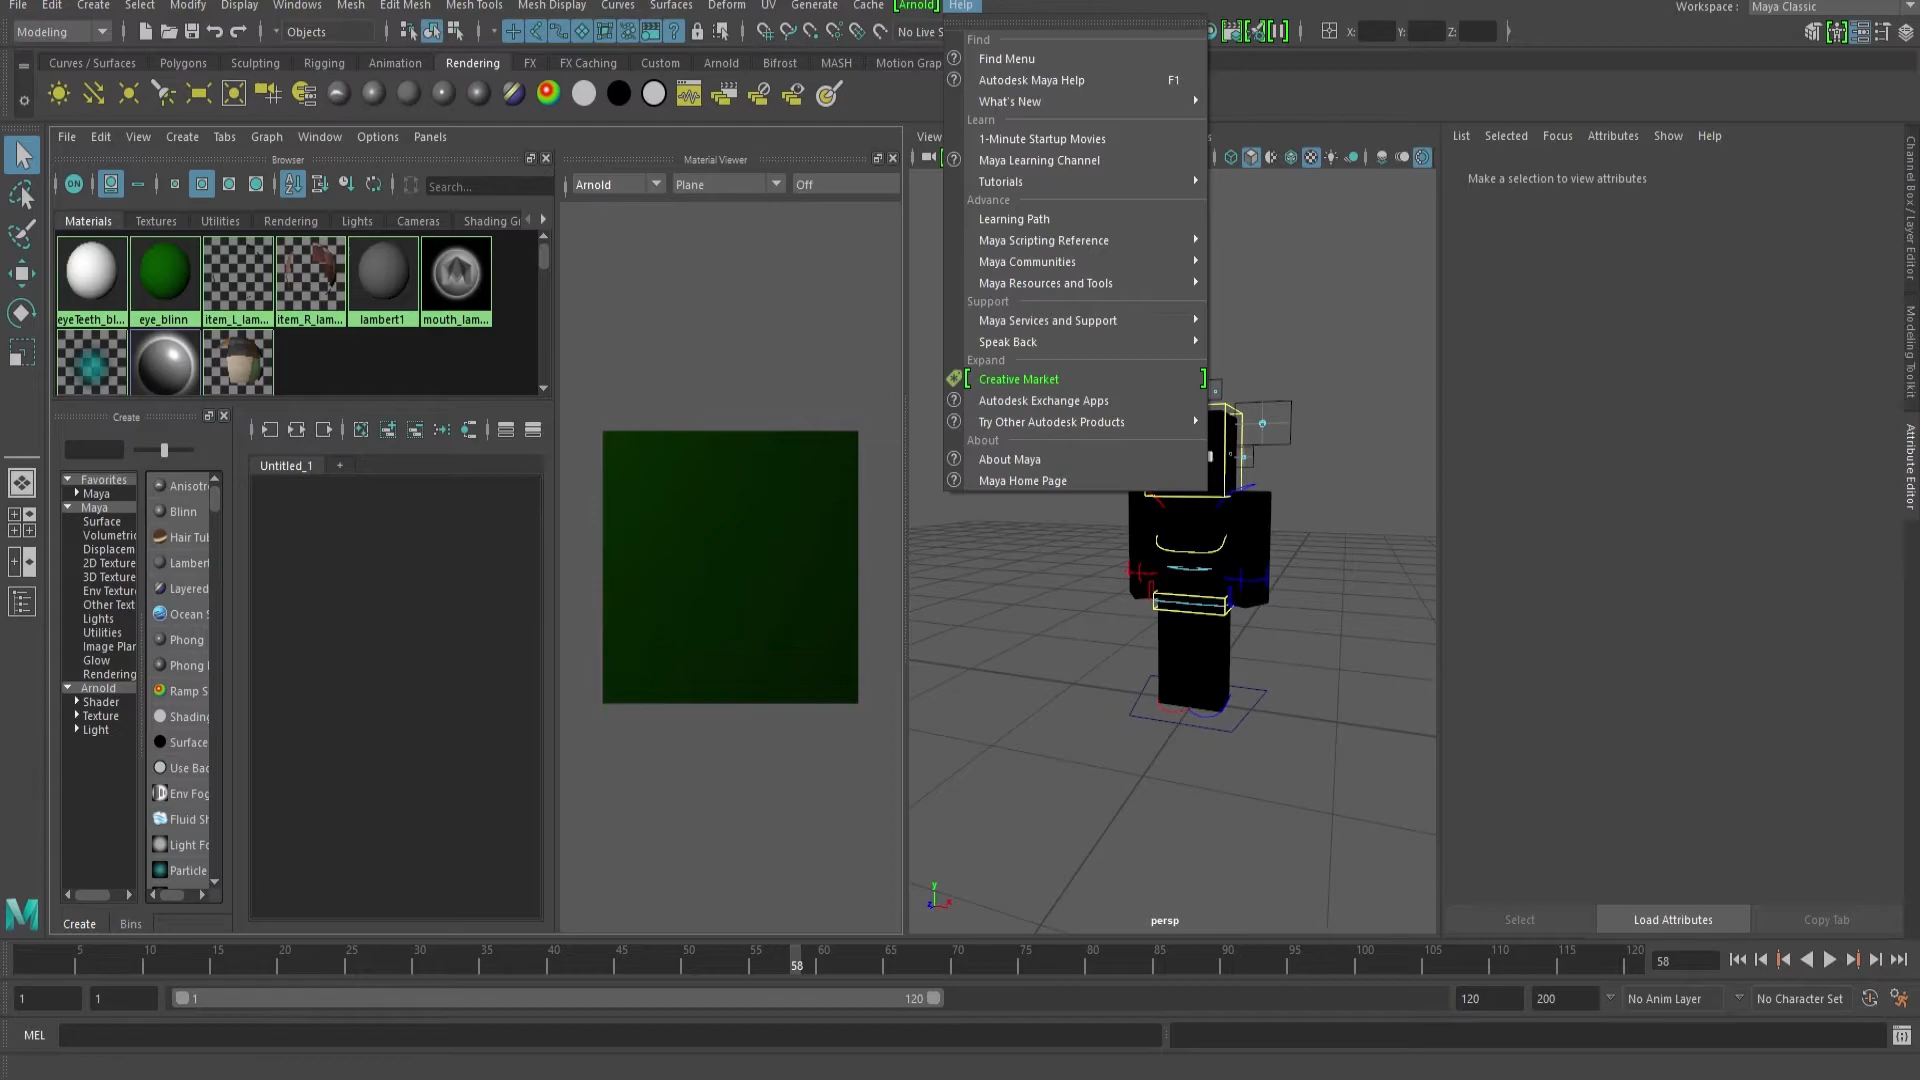 File Edit Create Select Modify Display Windows Mesh Edit Mesh Mesh Tools Mesh Display Curves Surfaces Deform UV Generate Cache [Arnold] Help
Workspace : Maya Classic
Modeling Objects No Live S X: Y: Z:
Curves / Surfaces Polygons Sculpting Rigging Animation Rendering FX FX Caching Custom Arnold Bifrost MASH Motion Grap
File Edit View Create Tabs Graph Window Options Panels
View
List Selected Focus Attributes Show Help
Browser
Material Viewer
Make a selection to view attributes
ON
Search...
Arnold Plane Off
Materials Textures Utilities Rendering Lights Cameras Shading Gr
eyeTeeth_bl... eye_blinn item_L_lam... item_R_lam... lambert1 mouth_lam...
Find
Find Menu
Autodesk Maya Help F1
What's New
Learn
1-Minute Startup Movies
Maya Learning Channel
Tutorials
Advance
Learning Path
Maya Scripting Reference
Maya Communities
Maya Resources and Tools
Support
Maya Services and Support
Speak Back
Expand
Creative Market
Autodesk Exchange Apps
Try Other Autodesk Products
About
About Maya
Maya Home Page
Channel Box / Layer Editor
Modeling Toolkit
Attribute Editor
Create
Untitled_1 +
Favorites
Maya
Maya
Surface
Volumetric
Displacem
2D Texture
3D Texture
Env Texture
Other Text
Lights
Utilities
Image Plan
Glow
Rendering
Arnold
Shader
Texture
Light
Anisotr
Blinn
Hair Tub
Lambert
Layered
Ocean S
Phong
Phong
Ramp S
Shading
Surface
Use Bac
Env Fog
Fluid Sh
Light Fo
Particle
Create Bins
y
z x
persp
Select Load Attributes Copy Tab
5 10 15 20 25 30 35 40 45 50 55 60 65 70 75 80 85 90 95 100 105 110 115 120
58
58
1 1 1 120 120 200 No Anim Layer No Character Set
MEL